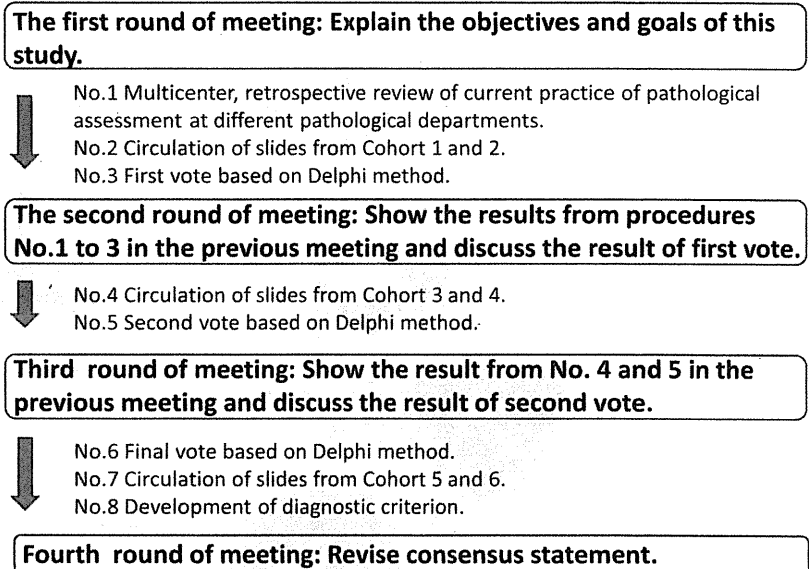 The first round of meeting: Explain the objectives and goals of this
study.
No.1 Multicenter, retrospective review of current practice of pathological
assessment at different pathological departments.
No.2 Circulation of slides from Cohort 1 and 2.
No.3 First vote based on Delphi method.
The second round of meeting: Show the results from procedures
No.1 to 3 in the previous meeting and discuss the result of first vote.
No.4 Circulation of slides from Cohort 3 and 4.
No.5 Second vote based on Delphi method.
Third round of meeting: Show the result from No. 4 and 5 in the
previous meeting and discuss the result of second vote.
No.6 Final vote based on Delphi method.
No.7 Circulation of slides from Cohort 5 and 6.
No.8 Development of diagnostic criterion.
Fourth round of meeting: Revise consensus statement.